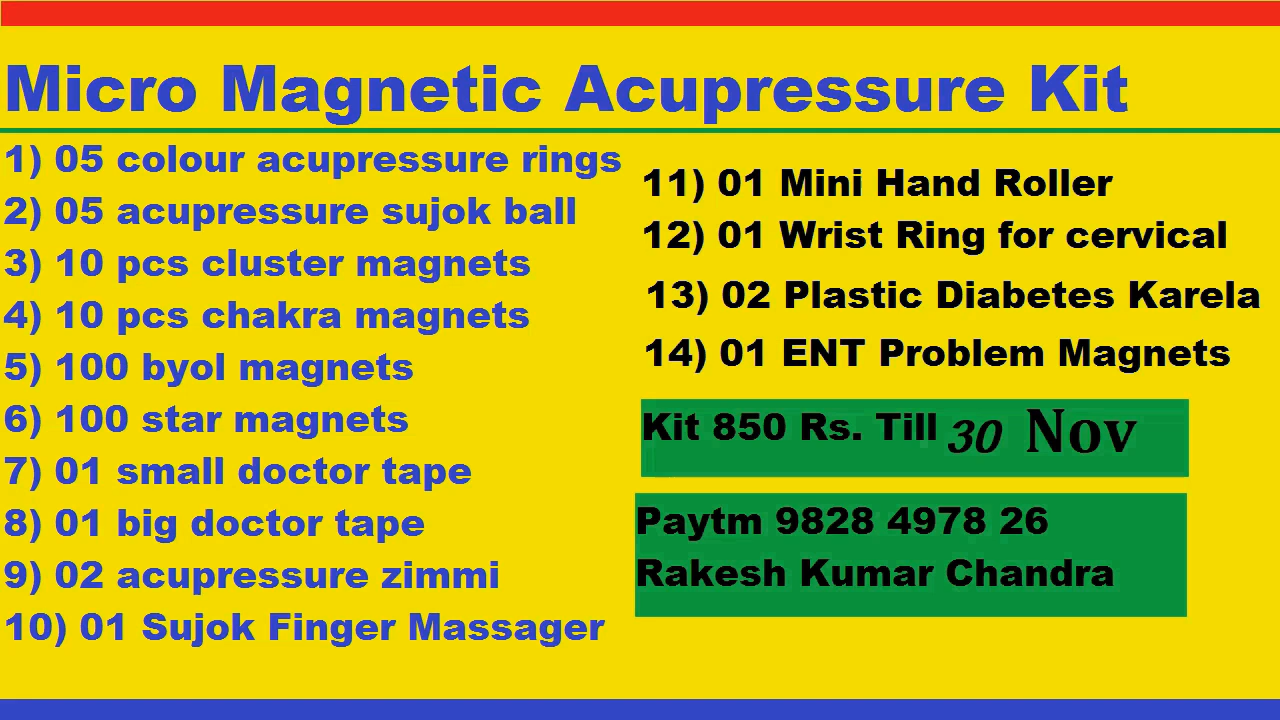 Micro Magnetic Acupressure Kit
1) 05 colour acupressure rings
2) 05 acupressure sujok ball
3) 10 pcs cluster magnets
4) 10 pcs chakra magnets
5) 100 byol magnets
6) 100 star magnets
7) 01 small doctor tape
8) 01 big doctor tape
9) 02 acupressure zimmi
10) 01 Sujok Finger Massager
11) 01 Mini Hand Roller
12) 01 Wrist Ring for cervical
13) 02 Plastic Diabetes Karela
14) 01 ENT Problem Magnets
Kit 850 Rs. Till 30 Nov
Paytm 9828 4978 26
Rakesh Kumar Chandra